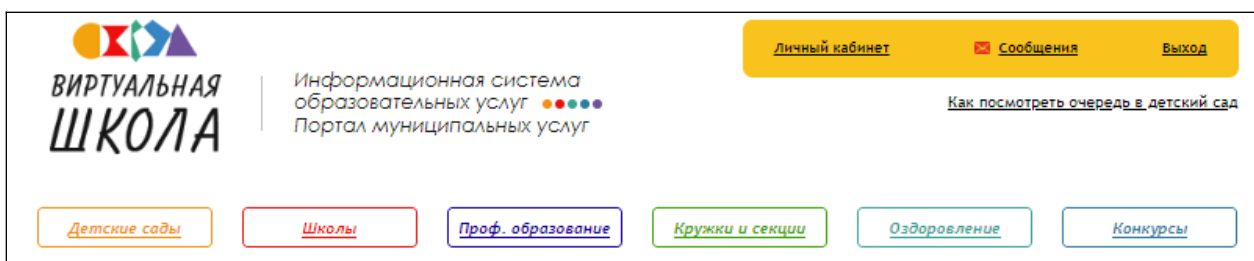 Личный кабинет Сообщения Выход
ВИРТУАЛЬНАЯ
ШКОЛА
Информационная система
образовательных услуг
Портал муниципальных услуг
Как посмотреть очередь в детский сад
Детские сады Школы Проф. образование Кружки и секции Оздоровление Конкурсы